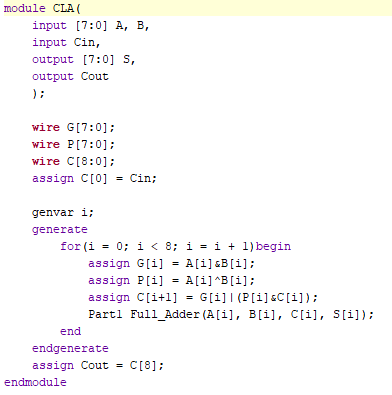 module CLA(
    input [7:0] A, B,
    input Cin,
    output [7:0] S,
    output Cout
    );

    wire G[7:0];
    wire P[7:0];
    wire C[8:0];
    assign C[0] = Cin;

    genvar i;
    generate
        for(i = 0; i < 8; i = i + 1)begin
            assign G[i] = A[i]&B[i];
            assign P[i] = A[i]^B[i];
            assign C[i+1] = G[i]|(P[i]&C[i]);
            Part1 Full_Adder(A[i], B[i], C[i], S[i]);
        end
    endgenerate
    assign Cout = C[8];
endmodule